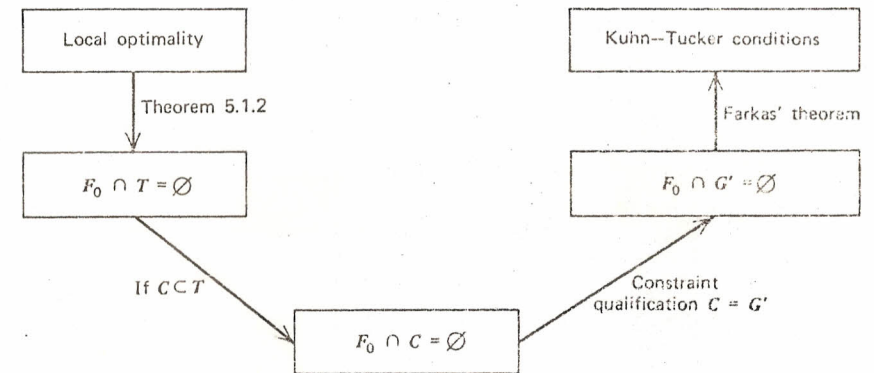 Local optimality
Kuhn--Tucker conditions
Theorem 5.1.2
Farkas' theorem
F₀ ∩ T = ∅
F₀ ∩ G' = ∅
If C ⊂ T
Constraint
qualification C = G'
F₀ ∩ C = ∅